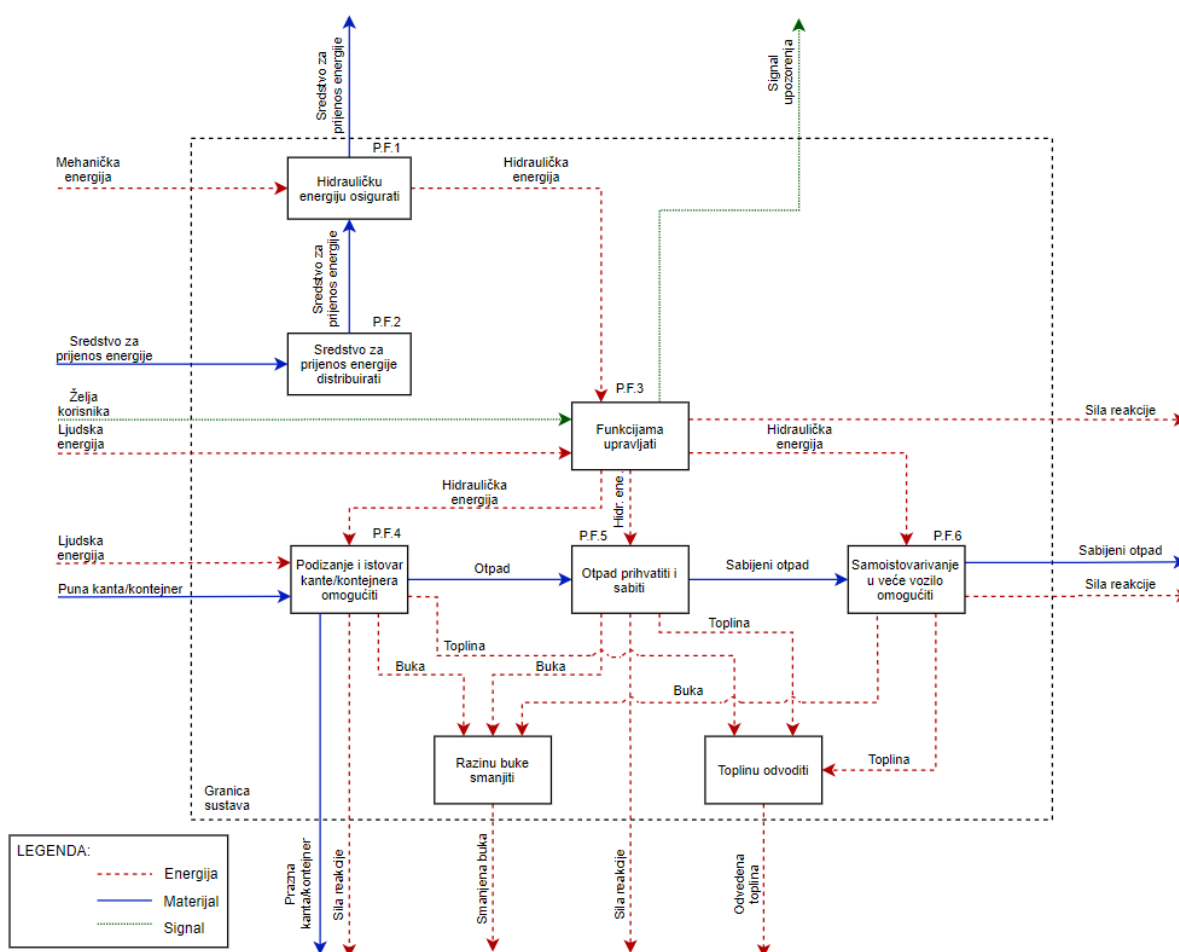 Sredstvo za
prijenos energije
Signal
upozorenja
P.F.1
Mehanička
energija
Hidrauličku
energiju osigurati
Hidraulička
energija
Sredstvo za
prijenos energije
P.F.2
Sredstvo za
prijenos energije
Sredstvo za
prijenos energije
distribuirati
Želja
korisnika
P.F.3
Ljudska
energija
Funkcijama
upravljati
Sila reakcije
Hidraulička
energija
Hidraulička
energija
Hidr. ene.
P.F.4
P.F.5
P.F.6
Ljudska
energija
Puna kanta/kontejner
Podizanje i istovar
kante/kontejnera
omogućiti
Otpad
Otpad prihvatiti i
sabiti
Sabijeni otpad
Samoistovarivanje
u veće vozilo
omogućiti
Sabijeni otpad
Sila reakcije
Toplina
Toplina
Buka
Buka
Buka
Razinu buke
smanjiti
Toplinu odvoditi
Toplina
Granica
sustava
Prazna
kanta/kontejner
Sila reakcije
Smanjena buka
Sila reakcije
Odvedena
toplina
LEGENDA:
Energija
Materijal
Signal